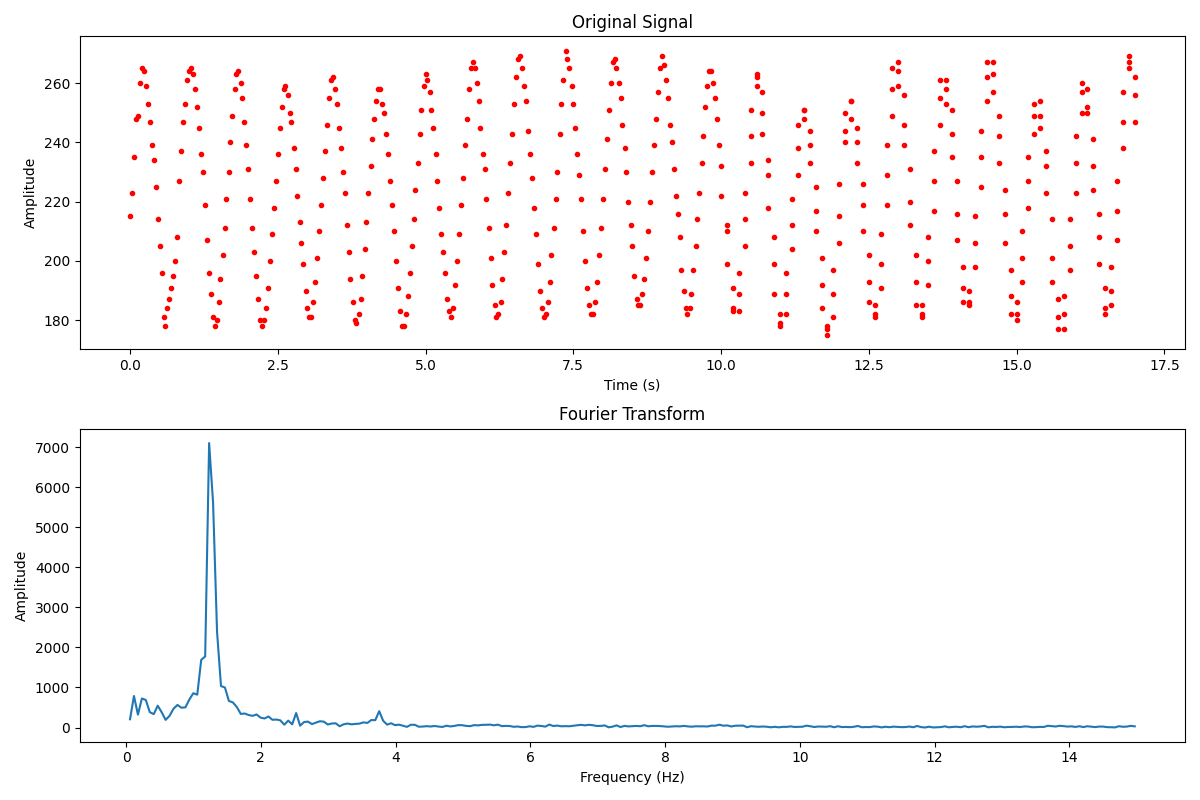 Original Signal
Amplitude
260
240
220
200
180
0.0 2.5 5.0 7.5 10.0 12.5 15.0 17.5
Time (s)
Fourier Transform
Amplitude
7000
6000
5000
4000
3000
2000
1000
0
0 2 4 6 8 10 12 14
Frequency (Hz)